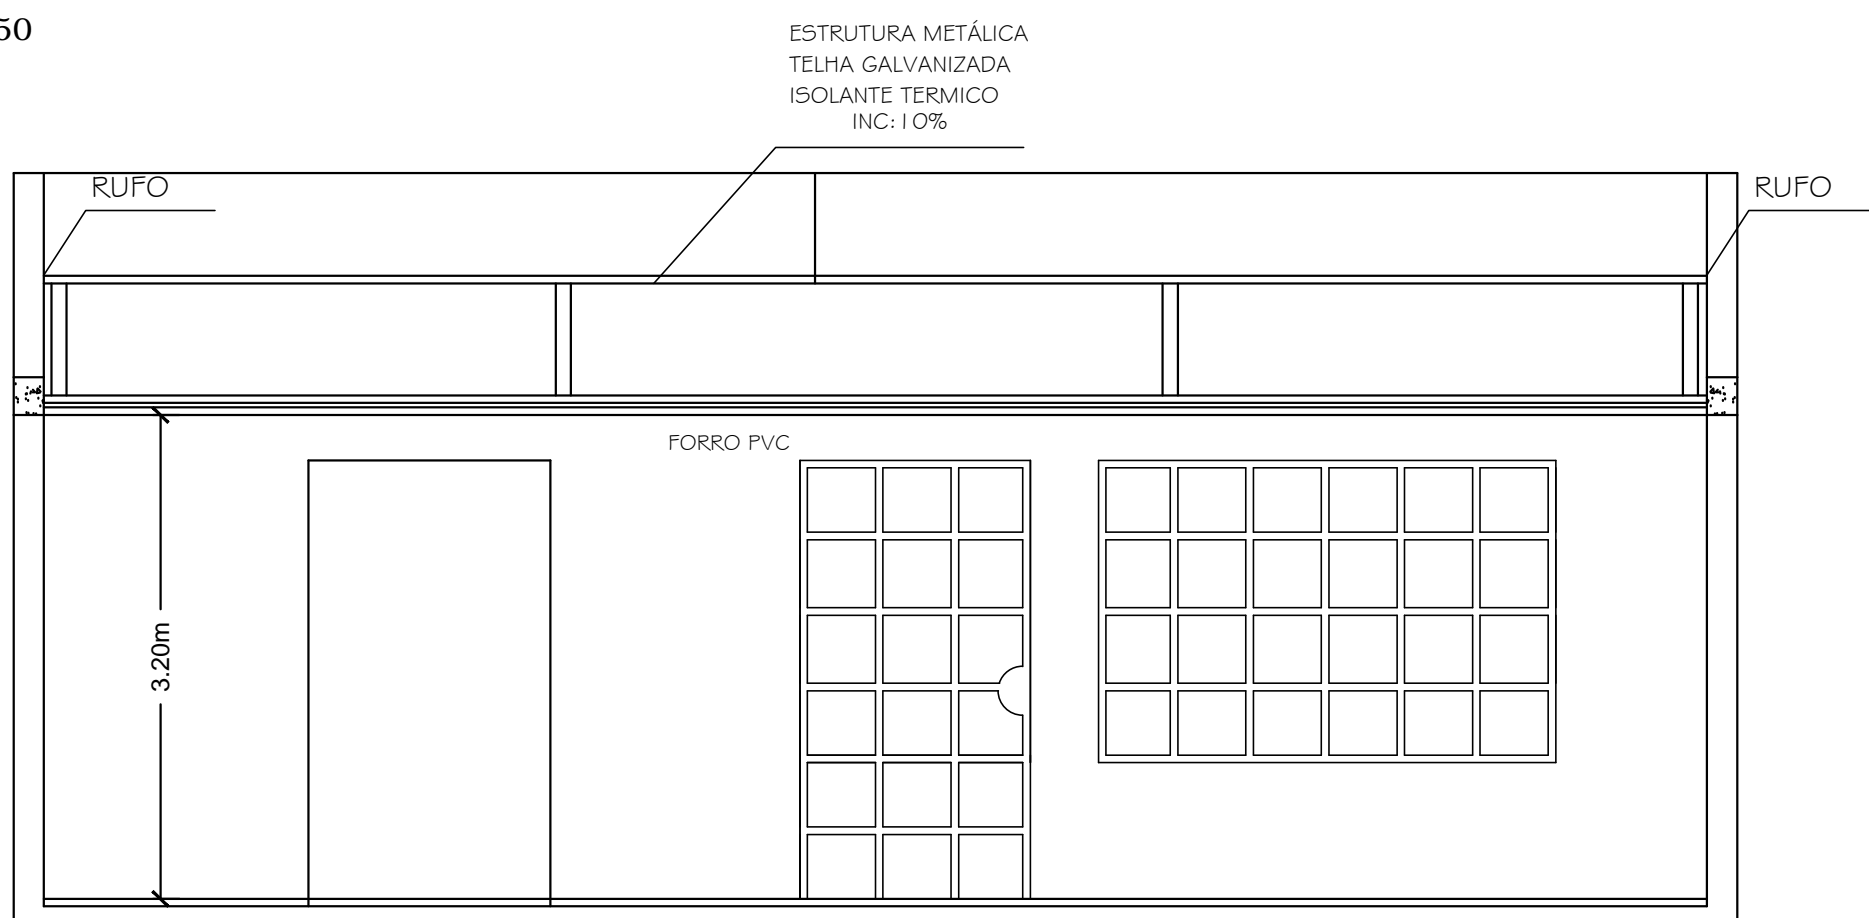 50
ESTRUTURA METÁLICA
TELHA GALVANIZADA
ISOLANTE TERMICO
INC:10%
RUFO
RUFO
FORRO PVC
3.20m